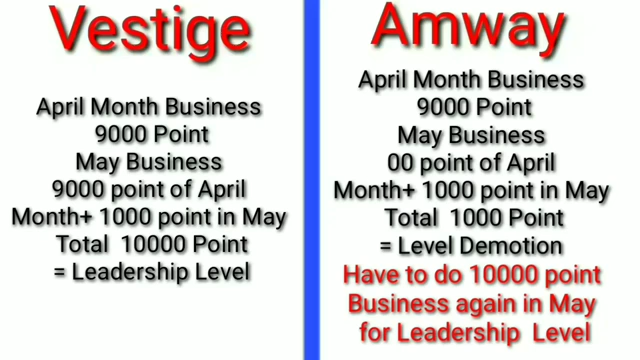 Vestige
April Month Business
9000 Point
May Business
9000 point of April
Month+ 1000 point in May
Total 10000 Point
= Leadership Level
Amway
April Month Business
9000 Point
May Business
00 point of April
Month+ 1000 point in May
Total 1000 Point
= Level Demotion
Have to do 10000 point
Business again in May
for Leadership Level